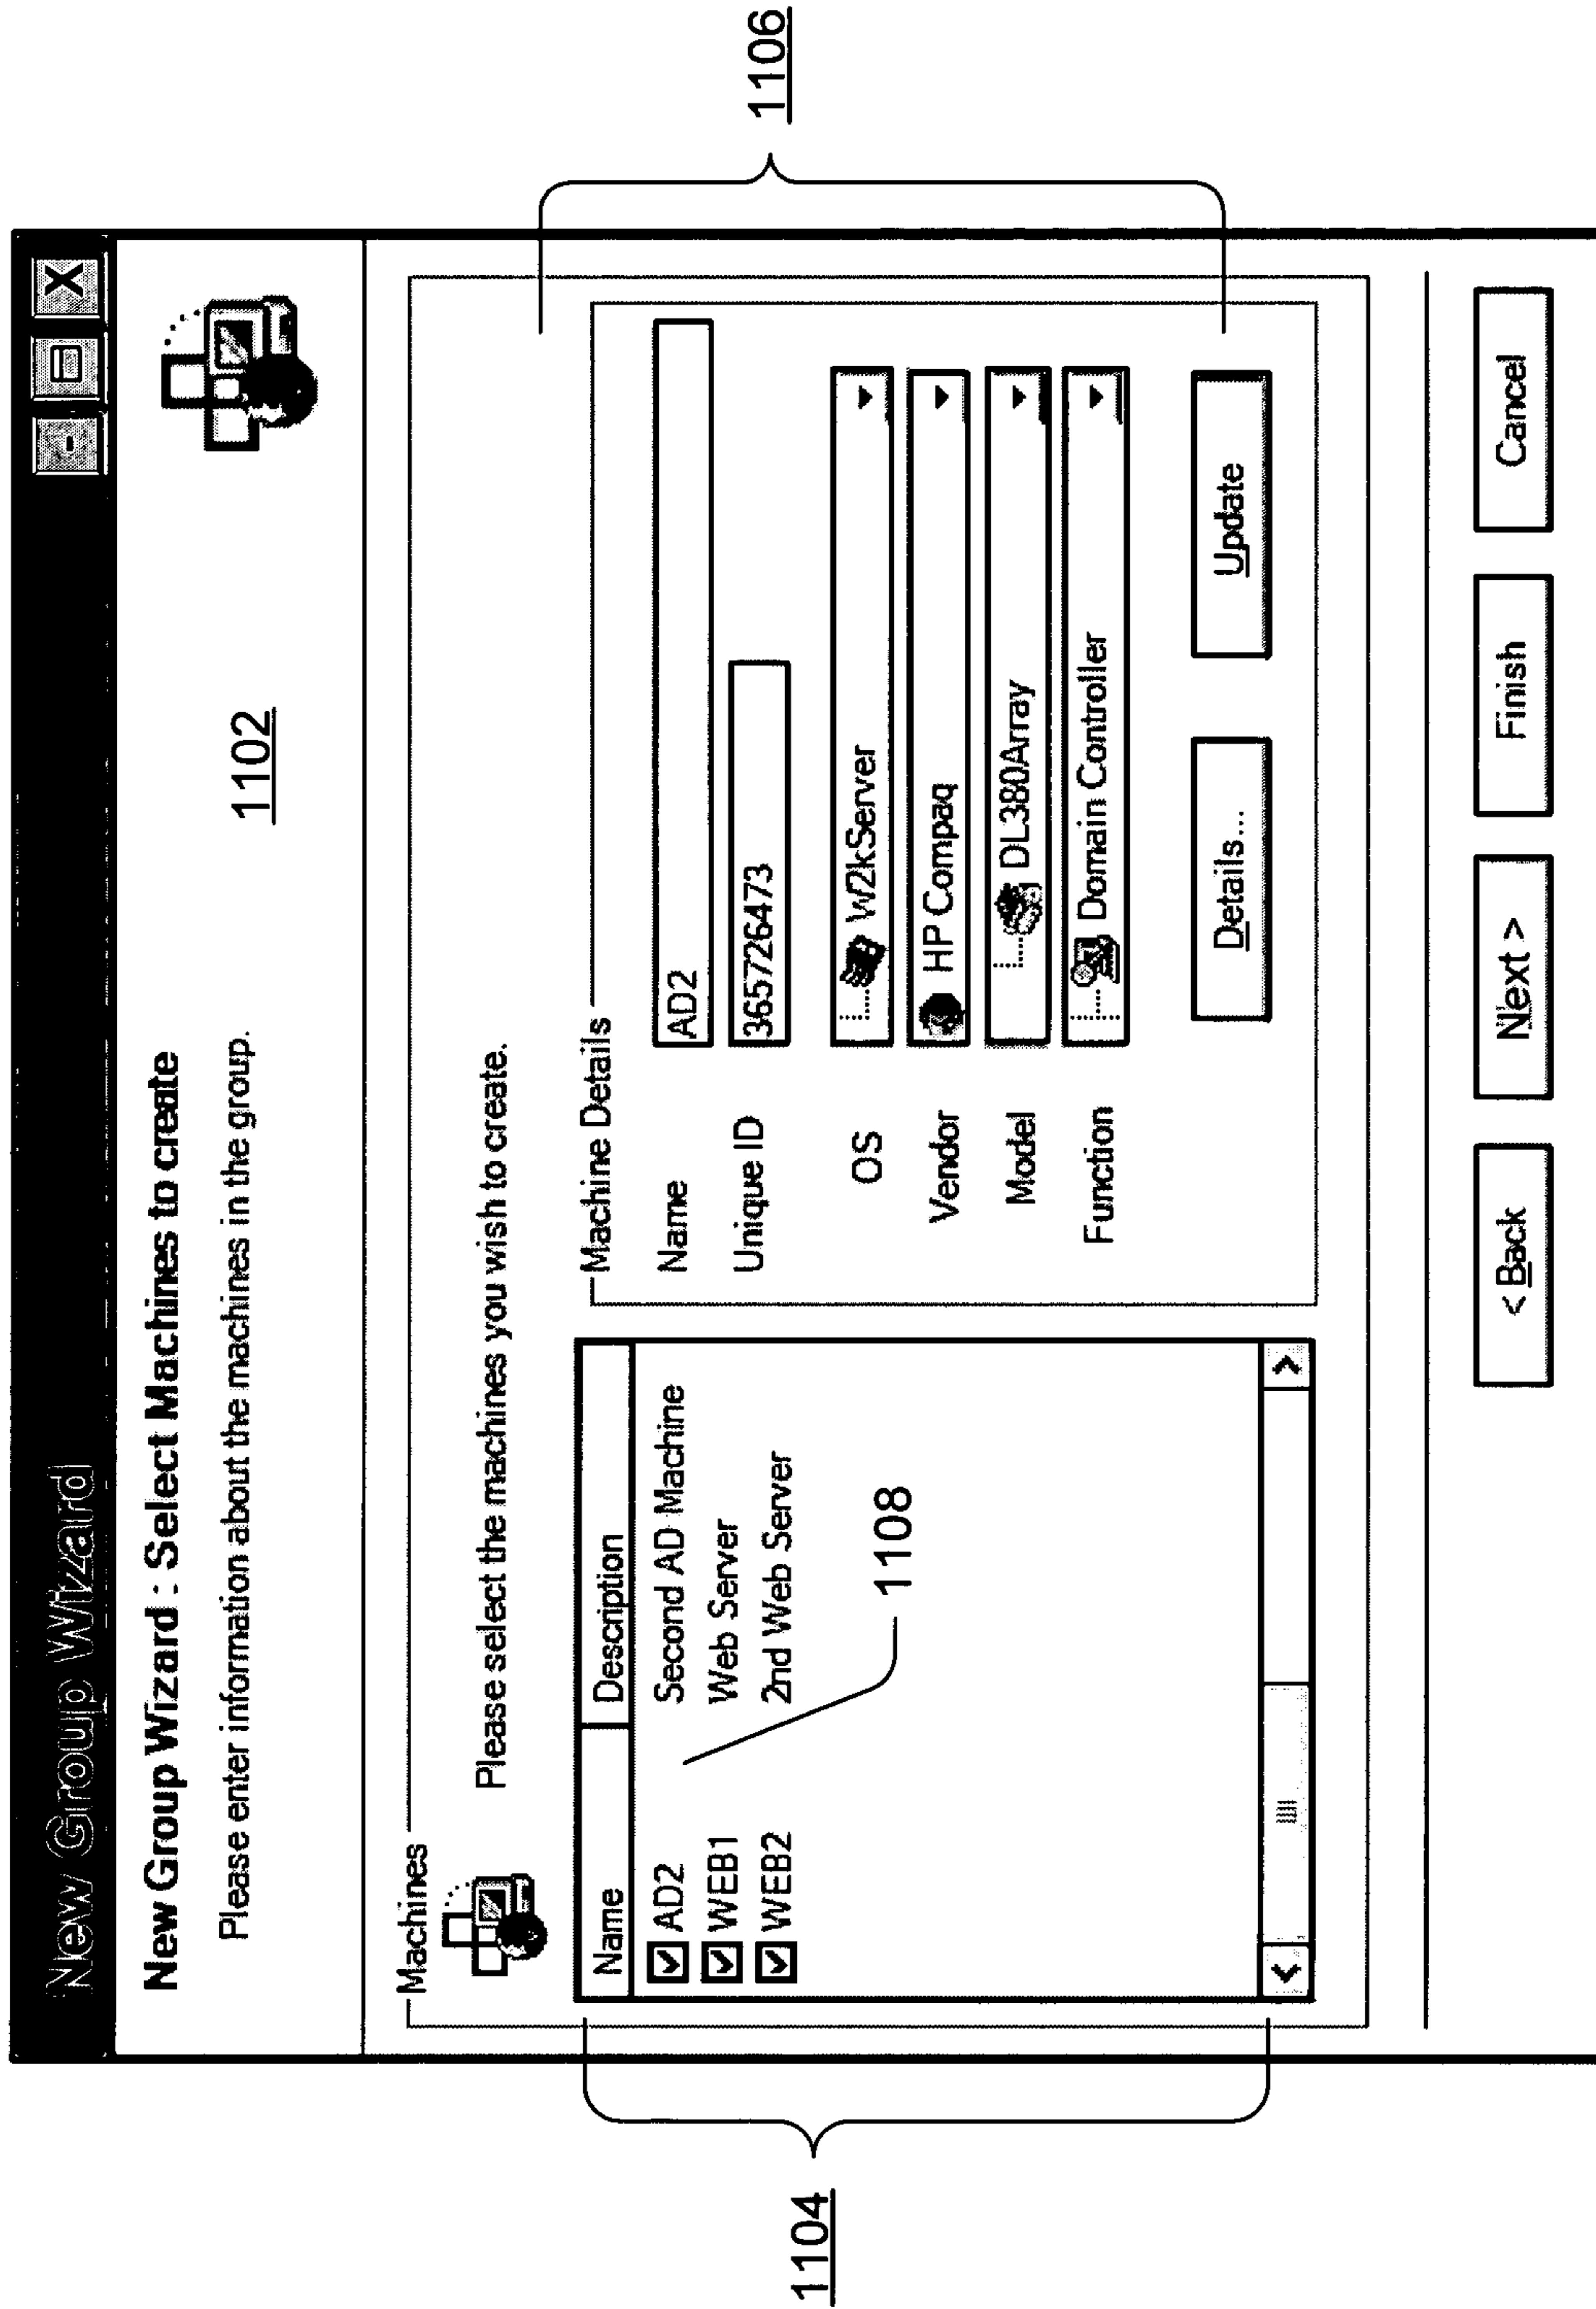 New Group Wizard
New Group Wizard : Select Machines to create
Please enter information about the machines in the group.
1102
Machines
Please select the machines you wish to create.
Name Description
AD2 Second AD Machine
WEB1 Web Server
WEB2 2nd Web Server
1108
Machine Details
Name AD2
Unique ID 365726473
OS W2kServer
Vendor HP Compaq
Model DL380Array
Function Domain Controller
Details... Update
< Back Next > Finish Cancel
1104
1106